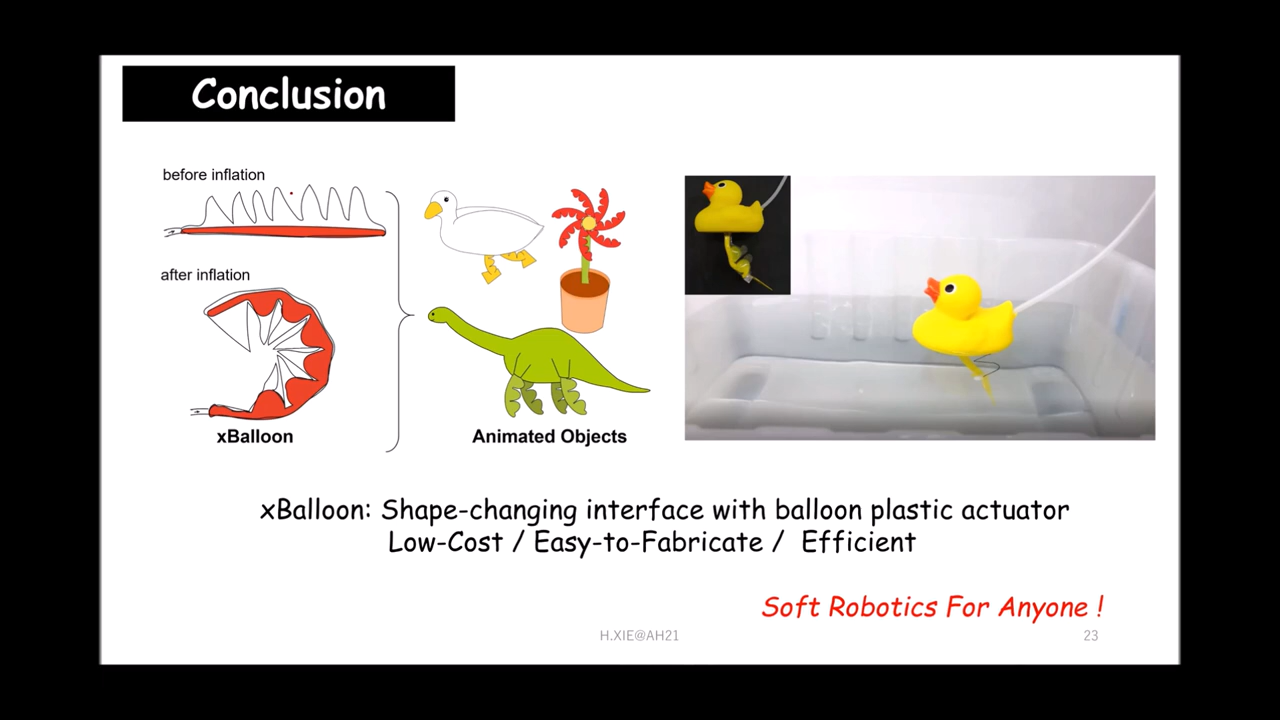 Conclusion
before inflation
after inflation
xBalloon
Animated Objects
xBalloon: Shape-changing interface with balloon plastic actuator
Low-Cost / Easy-to-Fabricate / Efficient
Soft Robotics For Anyone !
H.XIE@AH21
23